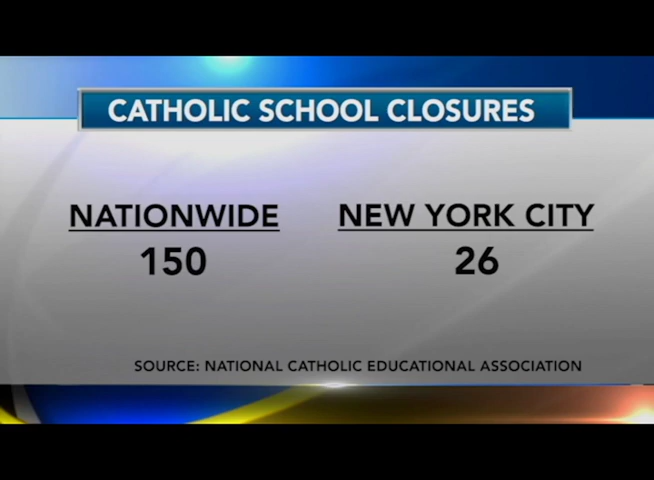 CATHOLIC SCHOOL CLOSURES
NATIONWIDE
150
NEW YORK CITY
26
SOURCE: NATIONAL CATHOLIC EDUCATIONAL ASSOCIATION